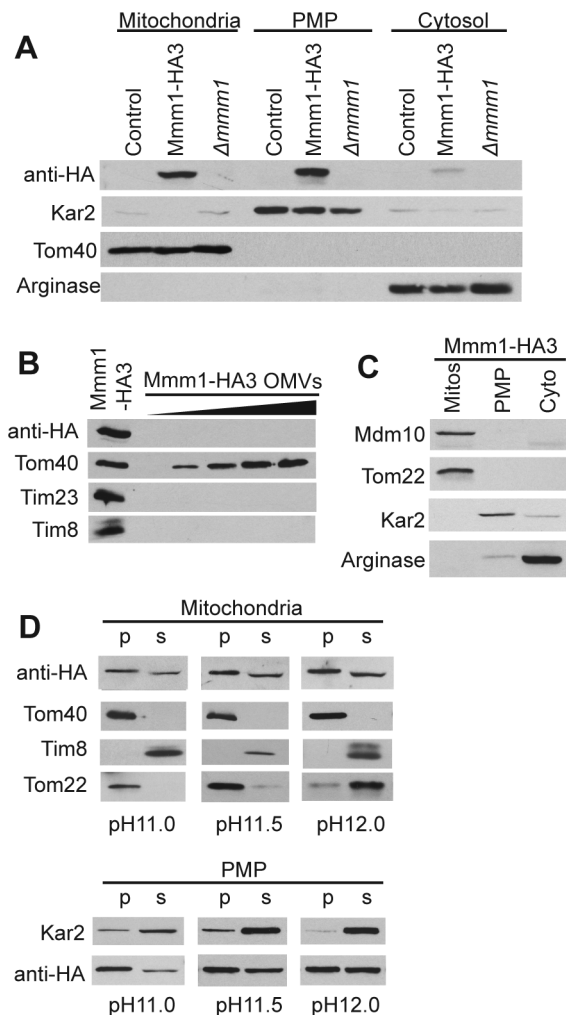 A
Mitochondria PMP Cytosol
Control Mmm1-HA3 Δmmm1 Control Mmm1-HA3 Δmmm1 Control Mmm1-HA3 Δmmm1
anti-HA
Kar2
Tom40
Arginase
B
Mmm1
-HA3
Mmm1-HA3 OMVs
anti-HA
Tom40
Tim23
Tim8
C
Mmm1-HA3
Mitos PMP Cyto
Mdm10
Tom22
Kar2
Arginase
D
Mitochondria
p s p s p s
anti-HA
Tom40
Tim8
Tom22
pH11.0 pH11.5 pH12.0
PMP
p s p s p s
Kar2
anti-HA
pH11.0 pH11.5 pH12.0